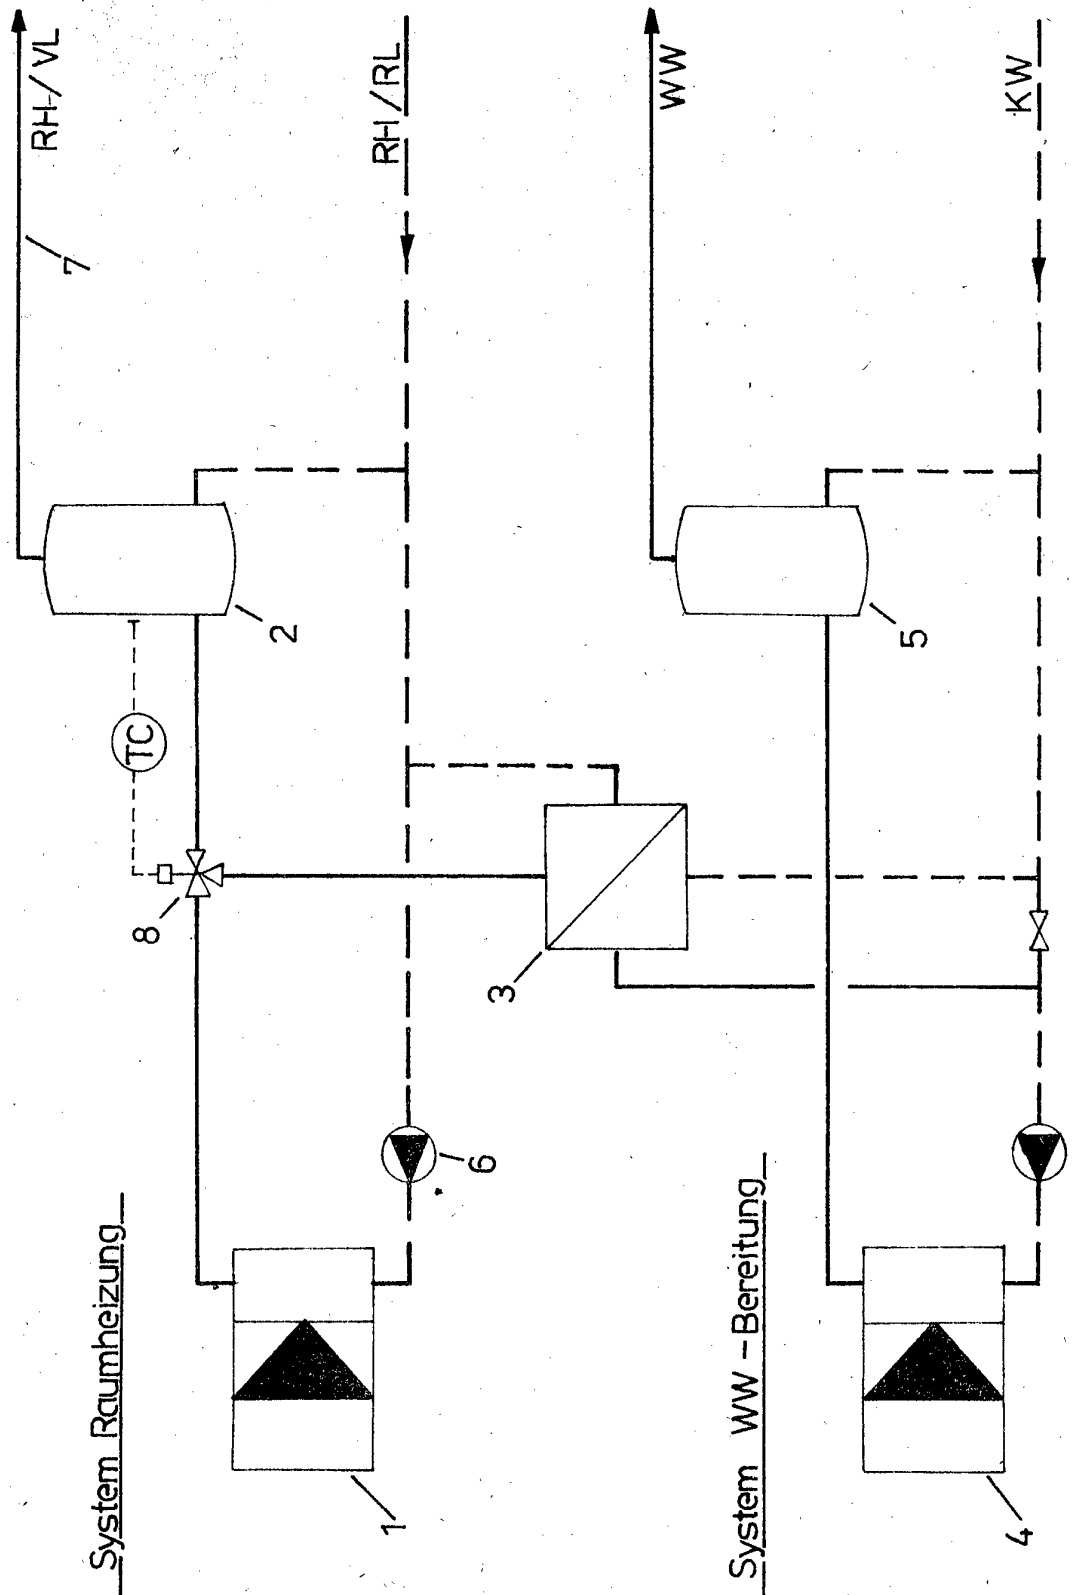 System Raumheizung
1
8
TC
2
7
RH/VL
6
RH/RL
3
System WW-Bereitung
4
5
WW
KW